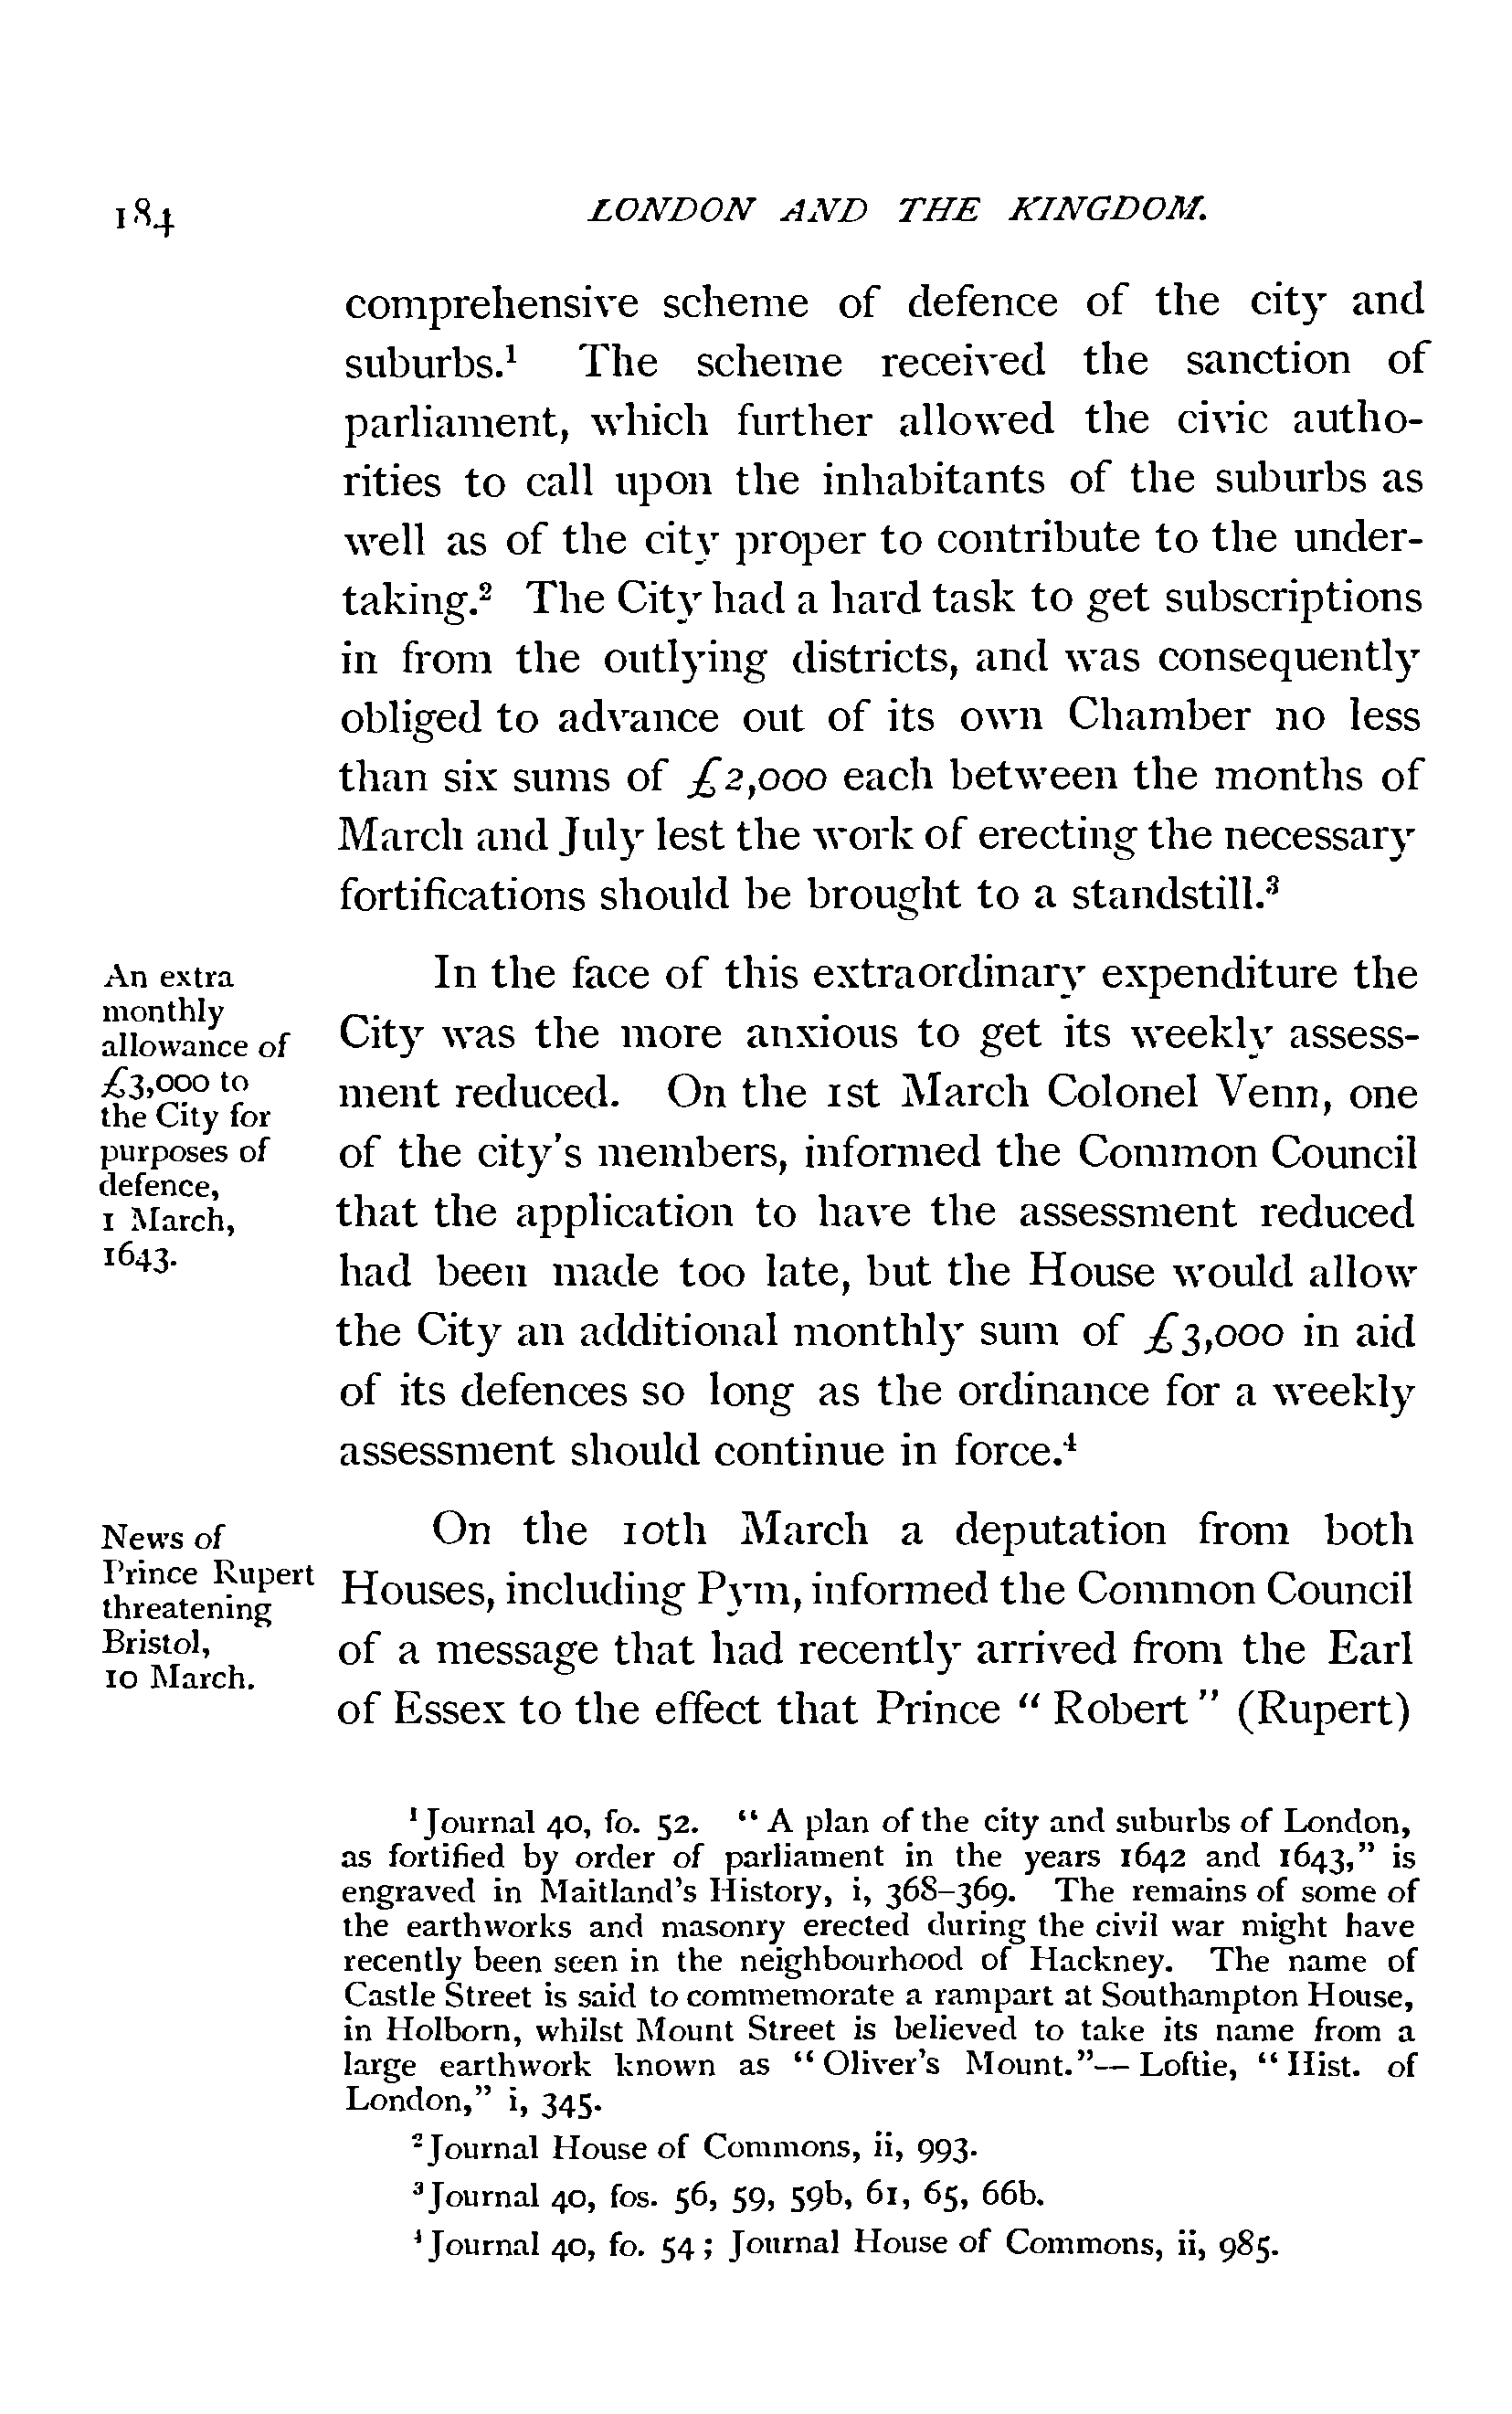 184 LONDON AND THE KINGDOM.
comprehensive scheme of defence of the city and
suburbs.¹ The scheme received the sanction of
parliament, which further allowed the civic autho-
rities to call upon the inhabitants of the suburbs as
well as of the city proper to contribute to the under-
taking.² The City had a hard task to get subscriptions
in from the outlying districts, and was consequently
obliged to advance out of its own Chamber no less
than six sums of £2,000 each between the months of
March and July lest the work of erecting the necessary
fortifications should be brought to a standstill.³
An extra
monthly
allowance of
£3,000 to
the City for
purposes of
defence,
1 March,
1643.
In the face of this extraordinary expenditure the
City was the more anxious to get its weekly assess-
ment reduced. On the 1st March Colonel Venn, one
of the city's members, informed the Common Council
that the application to have the assessment reduced
had been made too late, but the House would allow
the City an additional monthly sum of £3,000 in aid
of its defences so long as the ordinance for a weekly
assessment should continue in force.⁴
News of
Prince Rupert
threatening
Bristol,
10 March.
On the 10th March a deputation from both
Houses, including Pym, informed the Common Council
of a message that had recently arrived from the Earl
of Essex to the effect that Prince "Robert" (Rupert)
¹ Journal 40, fo. 52. "A plan of the city and suburbs of London,
as fortified by order of parliament in the years 1642 and 1643," is
engraved in Maitland's History, i, 368–369. The remains of some of
the earthworks and masonry erected during the civil war might have
recently been seen in the neighbourhood of Hackney. The name of
Castle Street is said to commemorate a rampart at Southampton House,
in Holborn, whilst Mount Street is believed to take its name from a
large earthwork known as "Oliver's Mount."—Loftie, "Hist. of
London," i, 345.
² Journal House of Commons, ii, 993.
³ Journal 40, fos. 56, 59, 59b, 61, 65, 66b.
⁴ Journal 40, fo. 54; Journal House of Commons, ii, 985.